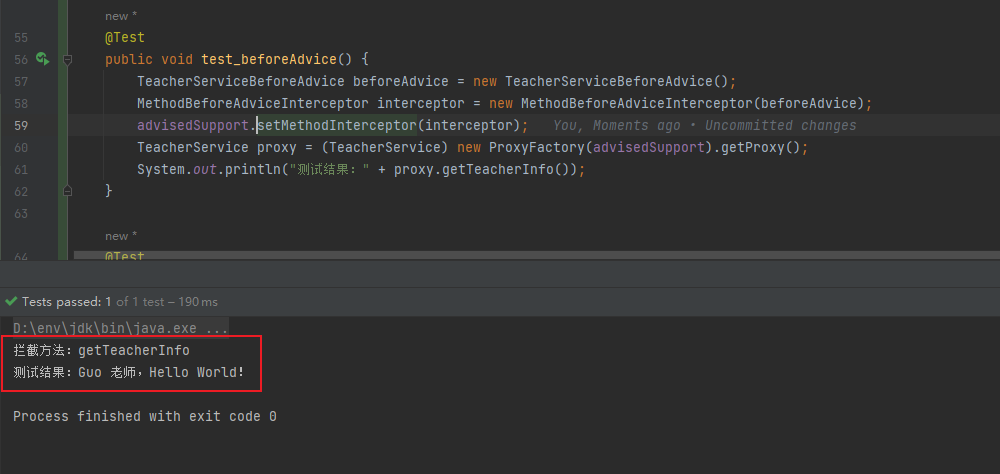 new *
55 @Test
56 public void test_beforeAdvice() {
57 TeacherServiceBeforeAdvice beforeAdvice = new TeacherServiceBeforeAdvice();
58 MethodBeforeAdviceInterceptor interceptor = new MethodBeforeAdviceInterceptor(beforeAdvice);
59 advisedSupport.setMethodInterceptor(interceptor); You, Moments ago • Uncommitted changes
60 TeacherService proxy = (TeacherService) new ProxyFactory(advisedSupport).getProxy();
61 System.out.println("测试结果：" + proxy.getTeacherInfo());
62 }
63
new *
64 @Test
Tests passed: 1 of 1 test – 190 ms
D:\env\jdk\bin\java.exe ...
拦截方法：getTeacherInfo
测试结果：Guo 老师，Hello World！
Process finished with exit code 0